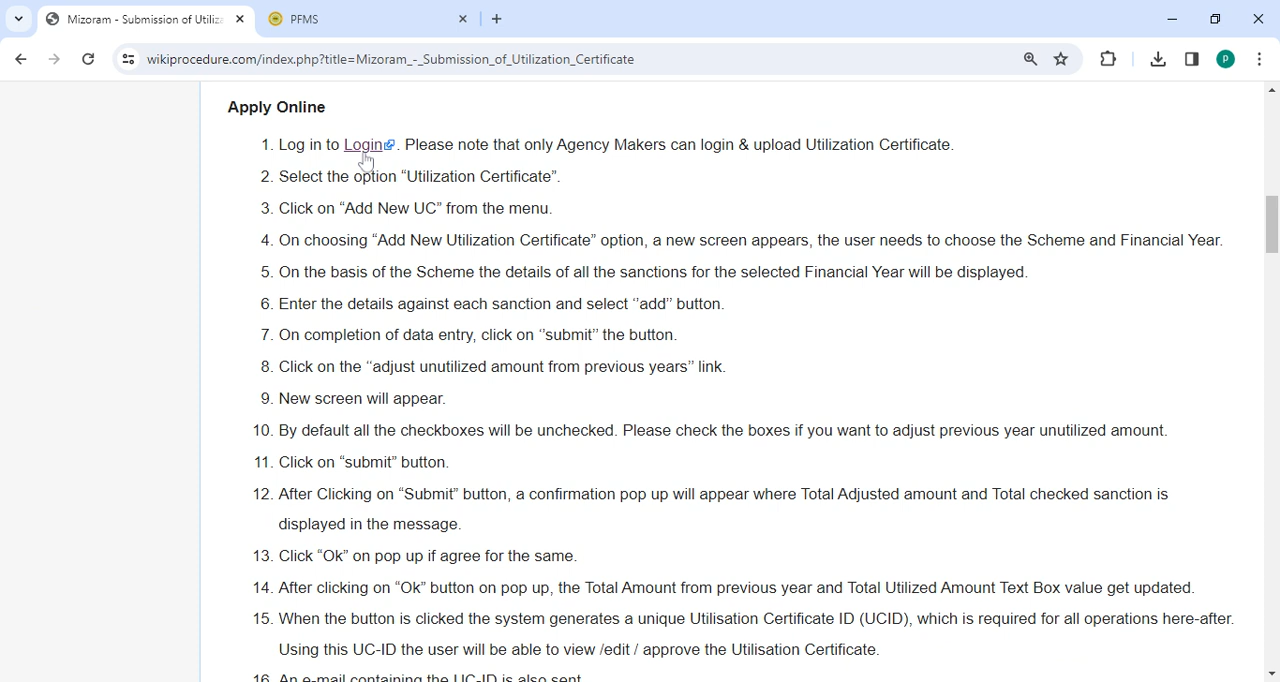 Mizoram - Submission of Utiliz
PFMS
wikiprocedure.com/index.php?title=Mizoram_-_Submission_of_Utilization_Certificate
P
Apply Online
1. Log in to Login. Please note that only Agency Makers can login & upload Utilization Certificate.
2. Select the option “Utilization Certificate”.
3. Click on “Add New UC” from the menu.
4. On choosing “Add New Utilization Certificate” option, a new screen appears, the user needs to choose the Scheme and Financial Year.
5. On the basis of the Scheme the details of all the sanctions for the selected Financial Year will be displayed.
6. Enter the details against each sanction and select ‘’add’’ button.
7. On completion of data entry, click on ‘’submit’’ the button.
8. Click on the ‘’adjust unutilized amount from previous years’’ link.
9. New screen will appear.
10. By default all the checkboxes will be unchecked. Please check the boxes if you want to adjust previous year unutilized amount.
11. Click on “submit” button.
12. After Clicking on “Submit” button, a confirmation pop up will appear where Total Adjusted amount and Total checked sanction is
displayed in the message.
13. Click “Ok” on pop up if agree for the same.
14. After clicking on “Ok” button on pop up, the Total Amount from previous year and Total Utilized Amount Text Box value get updated.
15. When the button is clicked the system generates a unique Utilisation Certificate ID (UCID), which is required for all operations here-after.
Using this UC-ID the user will be able to view /edit / approve the Utilisation Certificate.
16. An e-mail containing the UC-ID is also sent